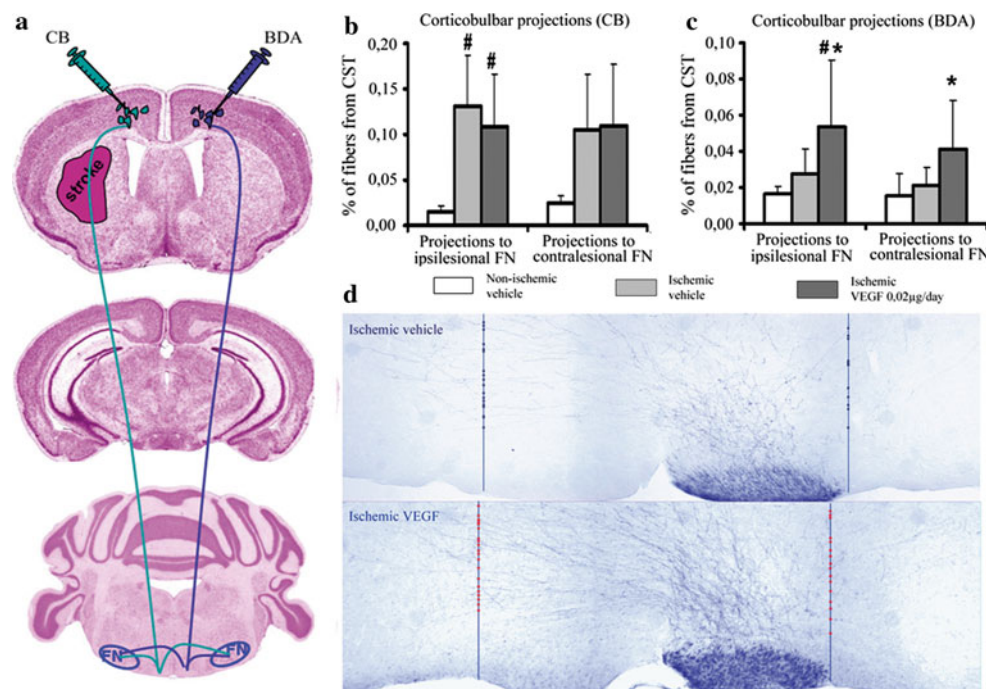 a
CB
BDA
stroke
FN
FN
b
Corticobulbar projections (CB)
% of fibers from CST
0,20
0,15
0,10
0,05
0,00
#
#
Projections to
ipsilesional FN
Projections to
contralesional FN
c
Corticobulbar projections (BDA)
% of fibers from CST
0,10
0,08
0,06
0,04
0,02
0,00
# *
*
Projections to
ipsilesional FN
Projections to
contralesional FN
Non-ischemic
vehicle
Ischemic
vehicle
Ischemic
VEGF 0,02µg/day
d
Ischemic vehicle
Ischemic VEGF